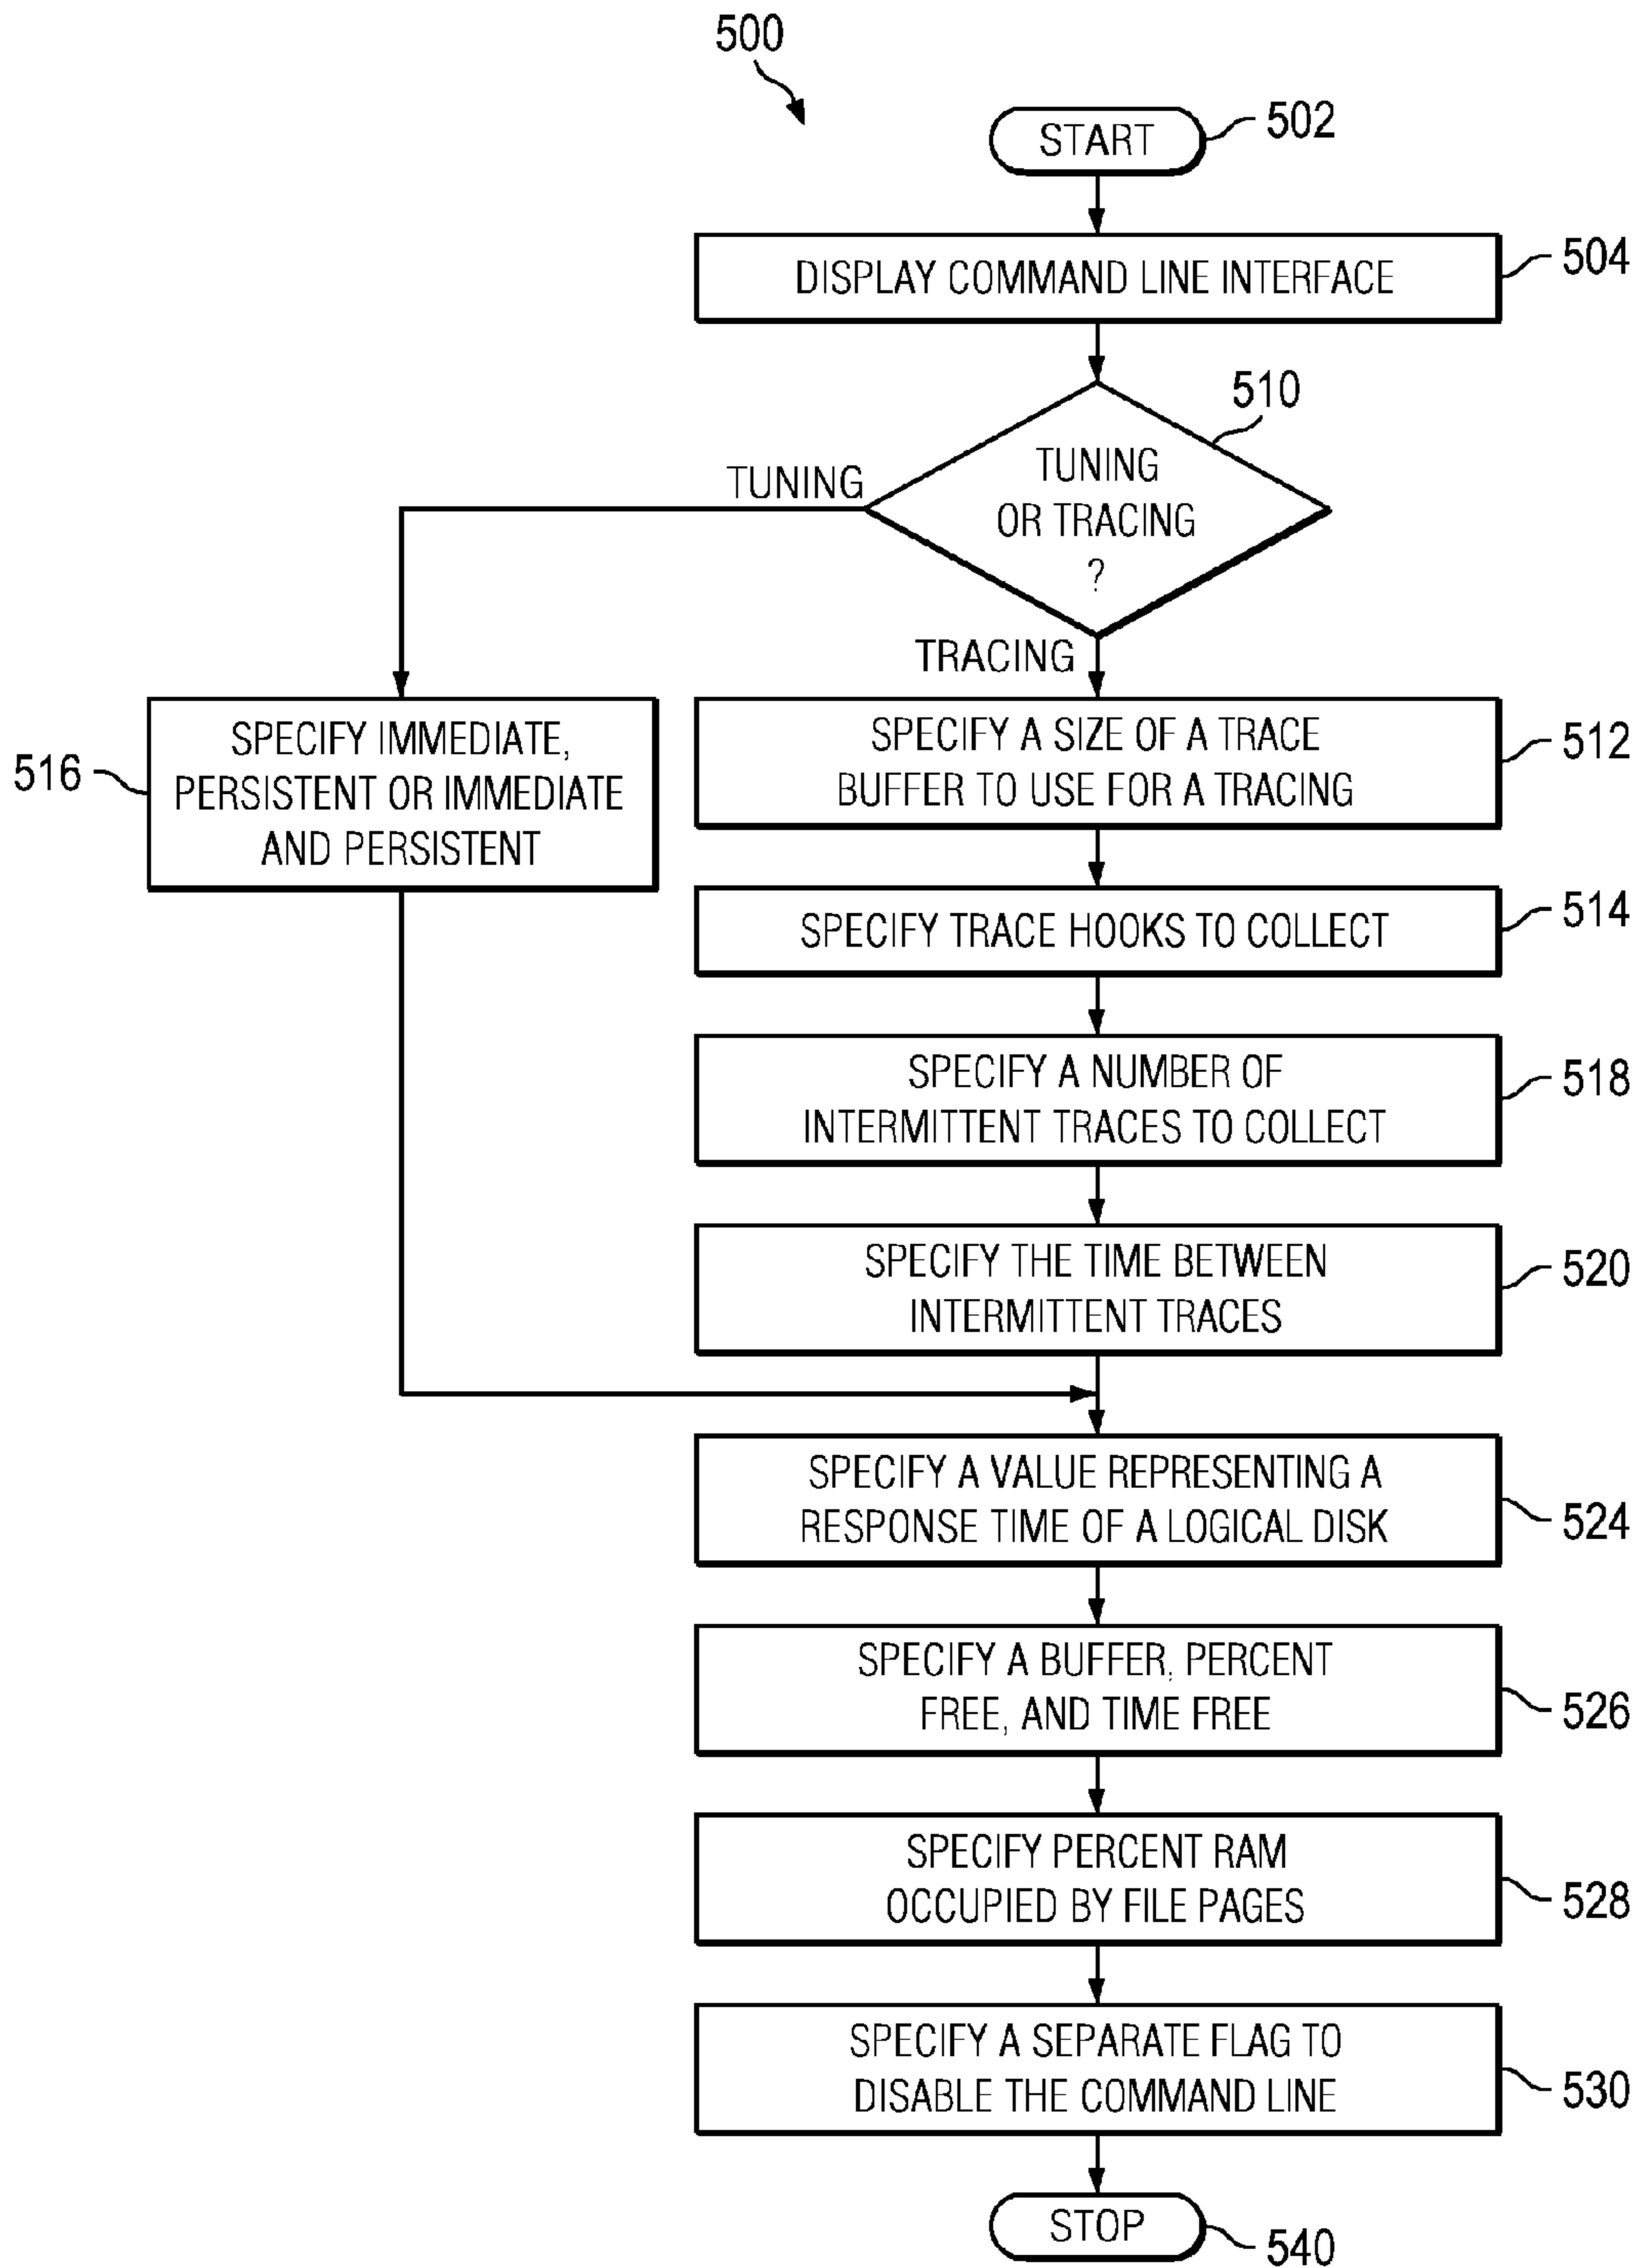 500
START
502
DISPLAY COMMAND LINE INTERFACE
504
510
TUNING
OR TRACING
?
TUNING
TRACING
516
SPECIFY IMMEDIATE,
PERSISTENT OR IMMEDIATE
AND PERSISTENT
SPECIFY A SIZE OF A TRACE
BUFFER TO USE FOR A TRACING
512
SPECIFY TRACE HOOKS TO COLLECT
514
SPECIFY A NUMBER OF
INTERMITTENT TRACES TO COLLECT
518
SPECIFY THE TIME BETWEEN
INTERMITTENT TRACES
520
SPECIFY A VALUE REPRESENTING A
RESPONSE TIME OF A LOGICAL DISK
524
SPECIFY A BUFFER, PERCENT
FREE, AND TIME FREE
526
SPECIFY PERCENT RAM
OCCUPIED BY FILE PAGES
528
SPECIFY A SEPARATE FLAG TO
DISABLE THE COMMAND LINE
530
STOP
540